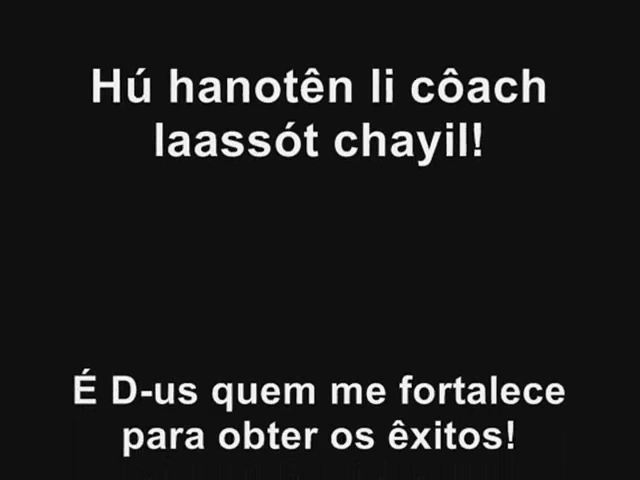 Hú hanotên li côach
laassót chayil!
É D-us quem me fortalece
para obter os êxitos!